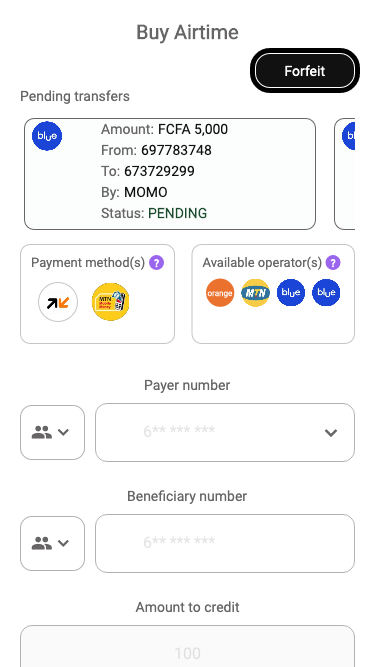 Buy Airtime
Forfeit
Pending transfers
blue
Amount: FCFA 5,000
From: 697783748
To: 673729299
By: MOMO
Status: PENDING
Payment method(s) ?
MTN
Mobile
Money
Available operator(s) ?
orange
MTN
blue
blue
Payer number
6** *** ***
Beneficiary number
6** *** ***
Amount to credit
100